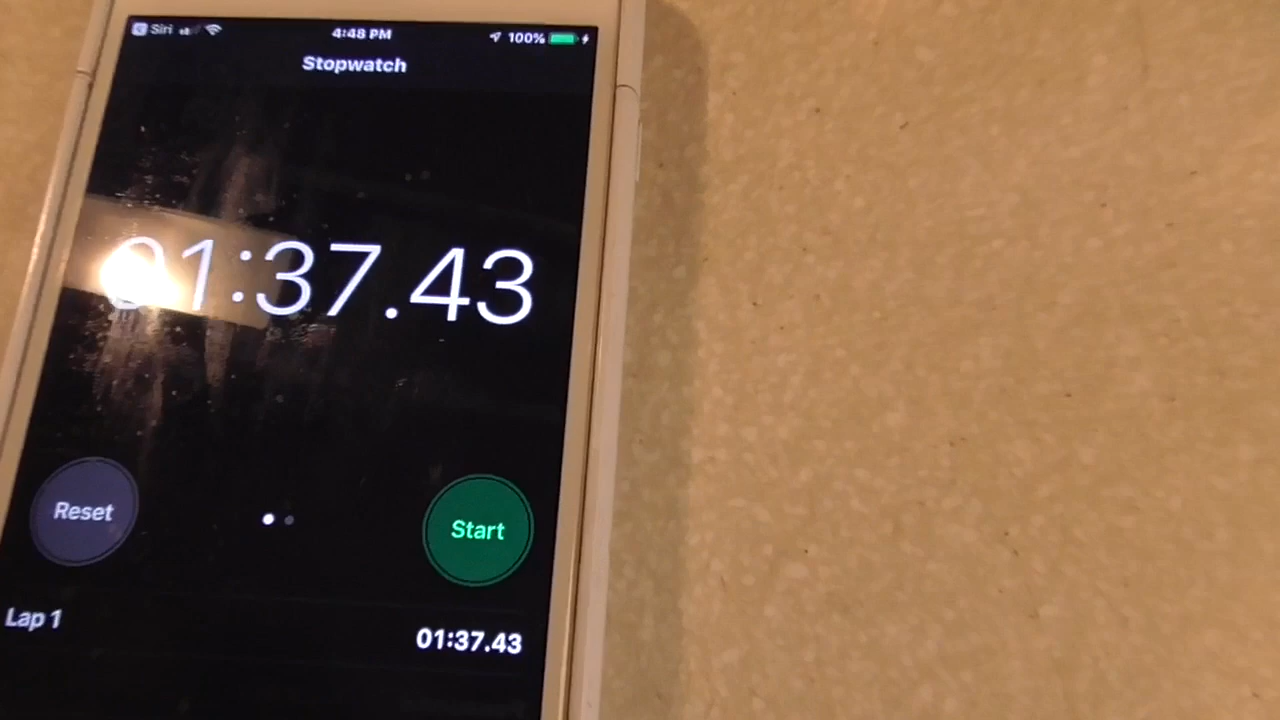 Siri 4:48 PM 100%
Stopwatch
01:37.43
Reset Start
Lap 1 01:37.43